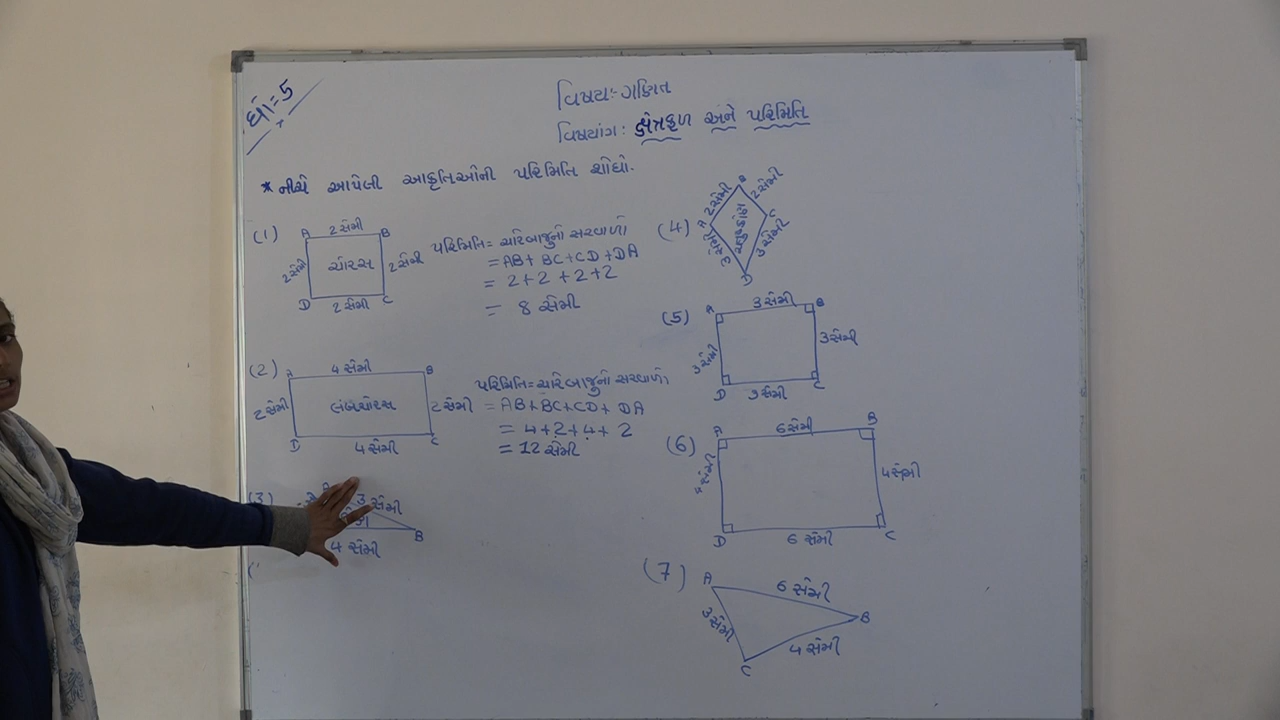 ધો=5
વિષય:-ગણિત
વિષયાંગ: ક્ષેત્રફળ અને પરિમિતિ
* નીચે આપેલી આકૃતિઓની પરિમિતિ શોધો.
(1)
A 2 સેમી B
2 સેમી ચોરસ 2 સેમી
D 2 સેમી C
પરિમિતિ = ચારેબાજુનો સરવાળો
= AB + BC + CD + DA
= 2 + 2 + 2 + 2
= 8 સેમી
(2)
A 4 સેમી B
2 સેમી લંબચોરસ 2 સેમી
D 4 સેમી C
પરિમિતિ = ચારેબાજુનો સરવાળો
= AB + BC + CD + DA
= 4 + 2 + 4 + 2
= 12 સેમી
(3)
3 સેમી
B
4 સેમી
(4)
B
2 સેમી 2 સેમી
A C
3 સેમી 3 સેમી
D
(5)
A 3 સેમી B
3 સેમી 3 સેમી
D 3 સેમી C
(6)
A 6 સેમી B
4 સેમી 4 સેમી
D 6 સેમી C
(7)
A 6 સેમી
3 સેમી B
4 સેમી
C